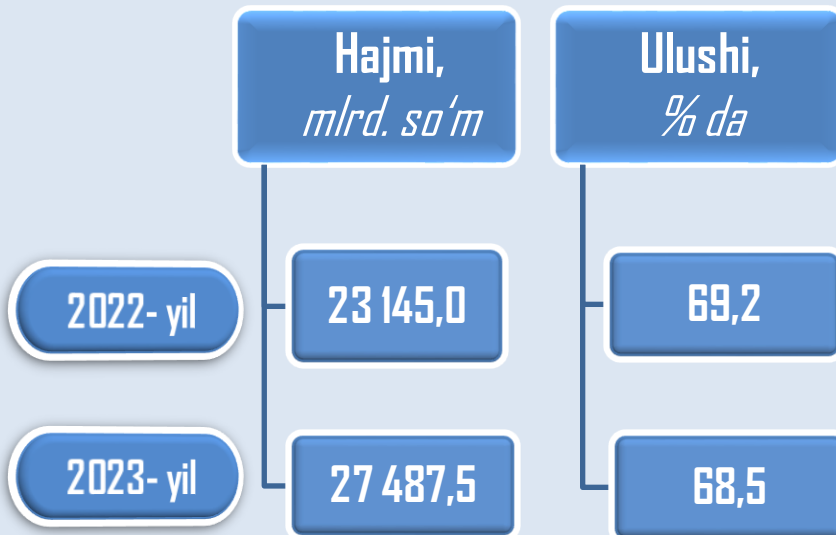 Hajmi,
mlrd. so‘m
Ulushi,
% da
2022- yil
23 145,0
69,2
2023- yil
27 487,5
68,5